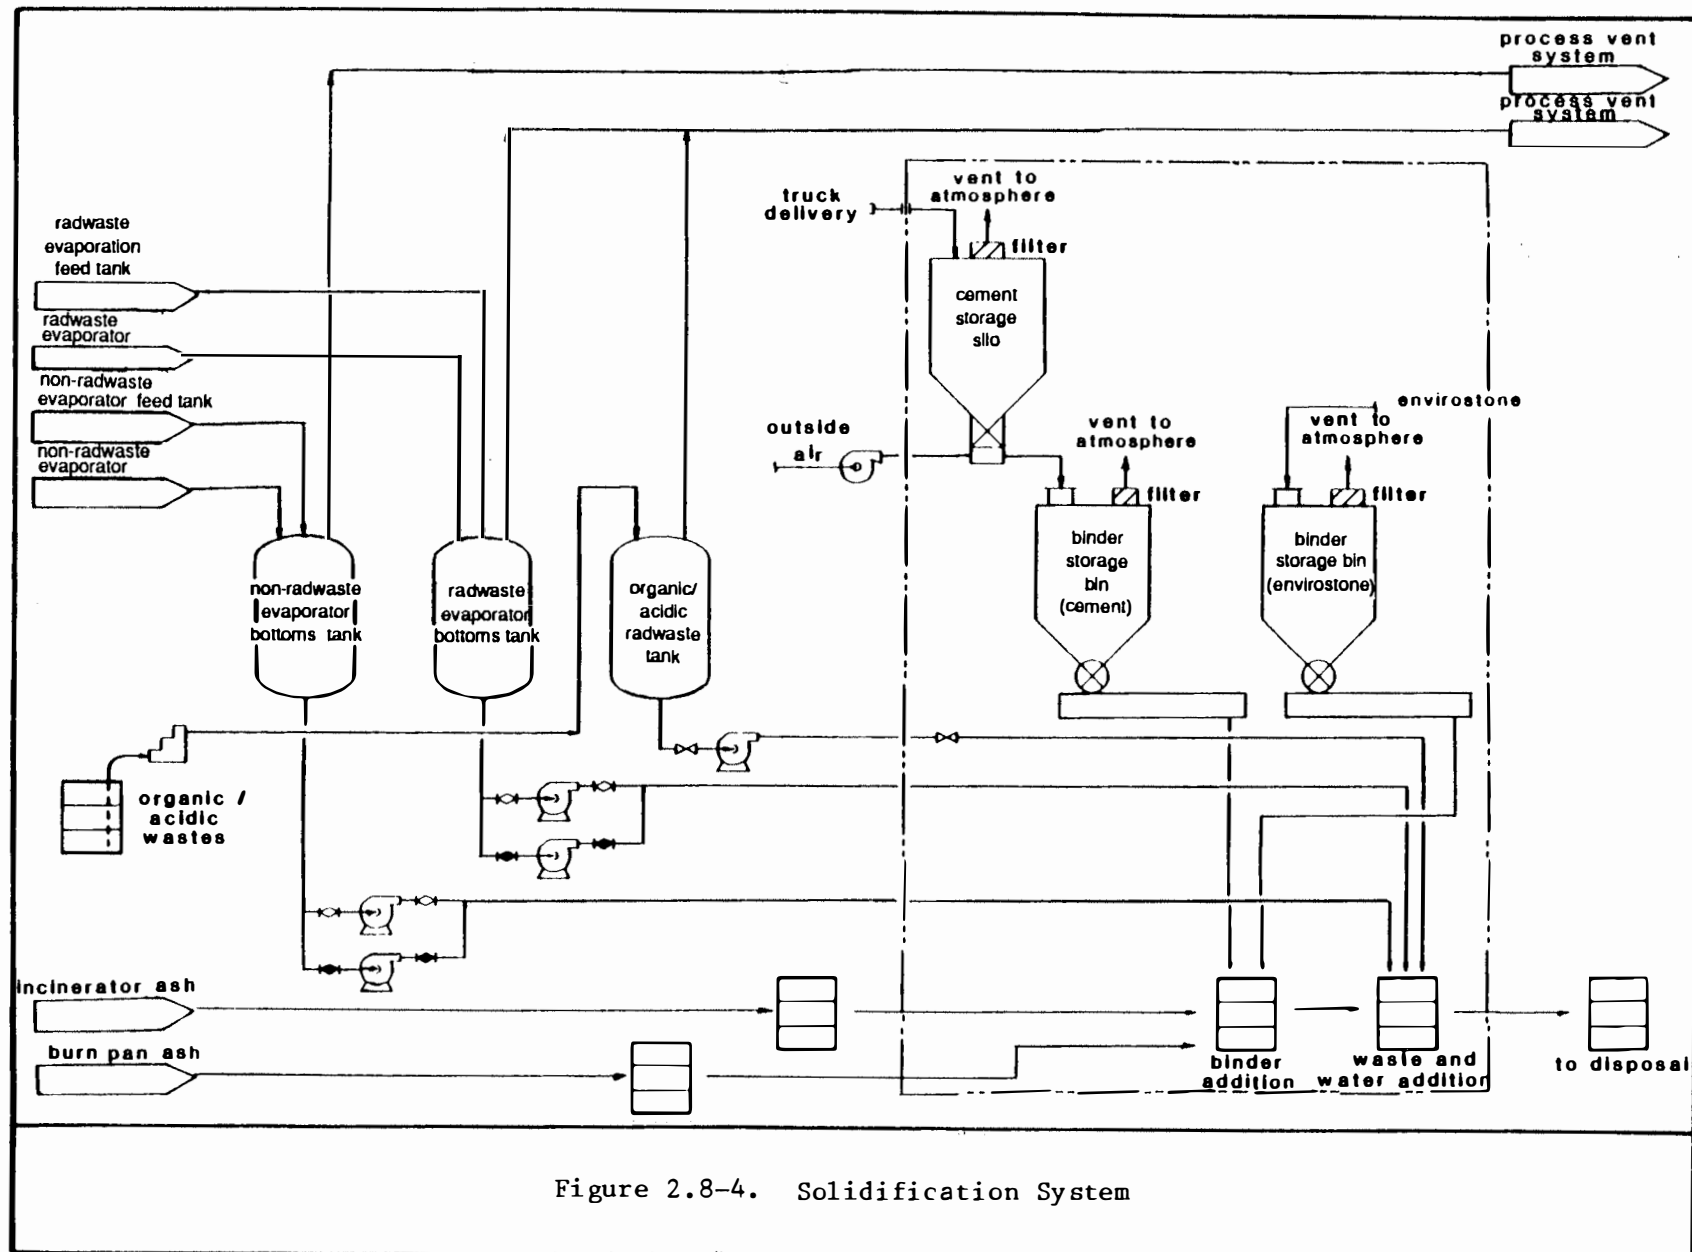 process vent
system
process vent
system
vent to
atmosphere
truck
delivery
filter
radwaste
evaporation
feed tank
cement
storage
silo
radwaste
evaporator
non-radwaste
evaporator feed tank
non-radwaste
evaporator
outside
air
vent to
atmosphere
filter
envirostone
vent to
atmosphere
filter
non-radwaste
evaporator
bottoms tank
radwaste
evaporator
bottoms tank
organic/
acidic
radwaste
tank
binder
storage
bin
(cement)
binder
storage bin
(envirostone)
organic /
acidic
wastes
incinerator ash
burn pan ash
binder
addition
waste and
water addition
to disposal
Figure 2.8-4. Solidification System